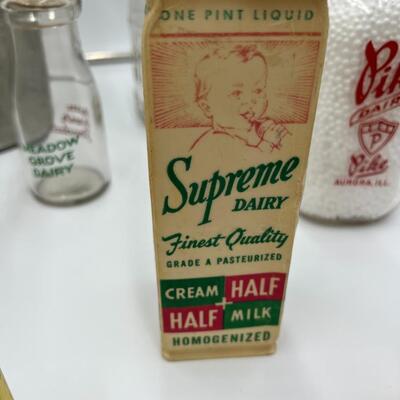 ONE PINT LIQUID
Supreme
DAIRY
Finest Quality
GRADE A PASTEURIZED
CREAM HALF
+
HALF MILK
HOMOGENIZED
MEADOW
GROVE
DAIRY
Pike
DAIRY
P
Pike
AURORA, ILL.